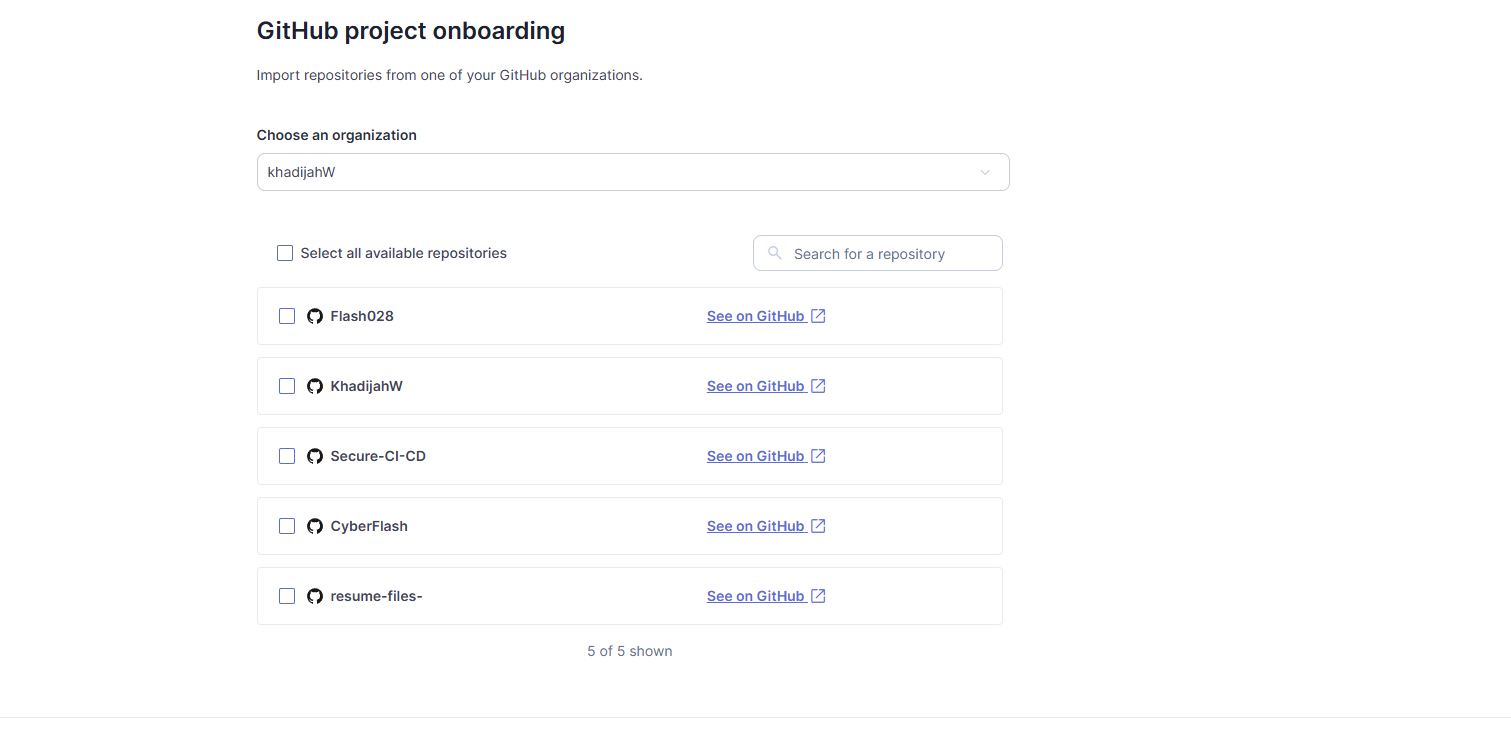 GitHub project onboarding
Import repositories from one of your GitHub organizations.
Choose an organization
khadijahW
Select all available repositories
Search for a repository
Flash028 See on GitHub
KhadijahW See on GitHub
Secure-CI-CD See on GitHub
CyberFlash See on GitHub
resume-files- See on GitHub
5 of 5 shown